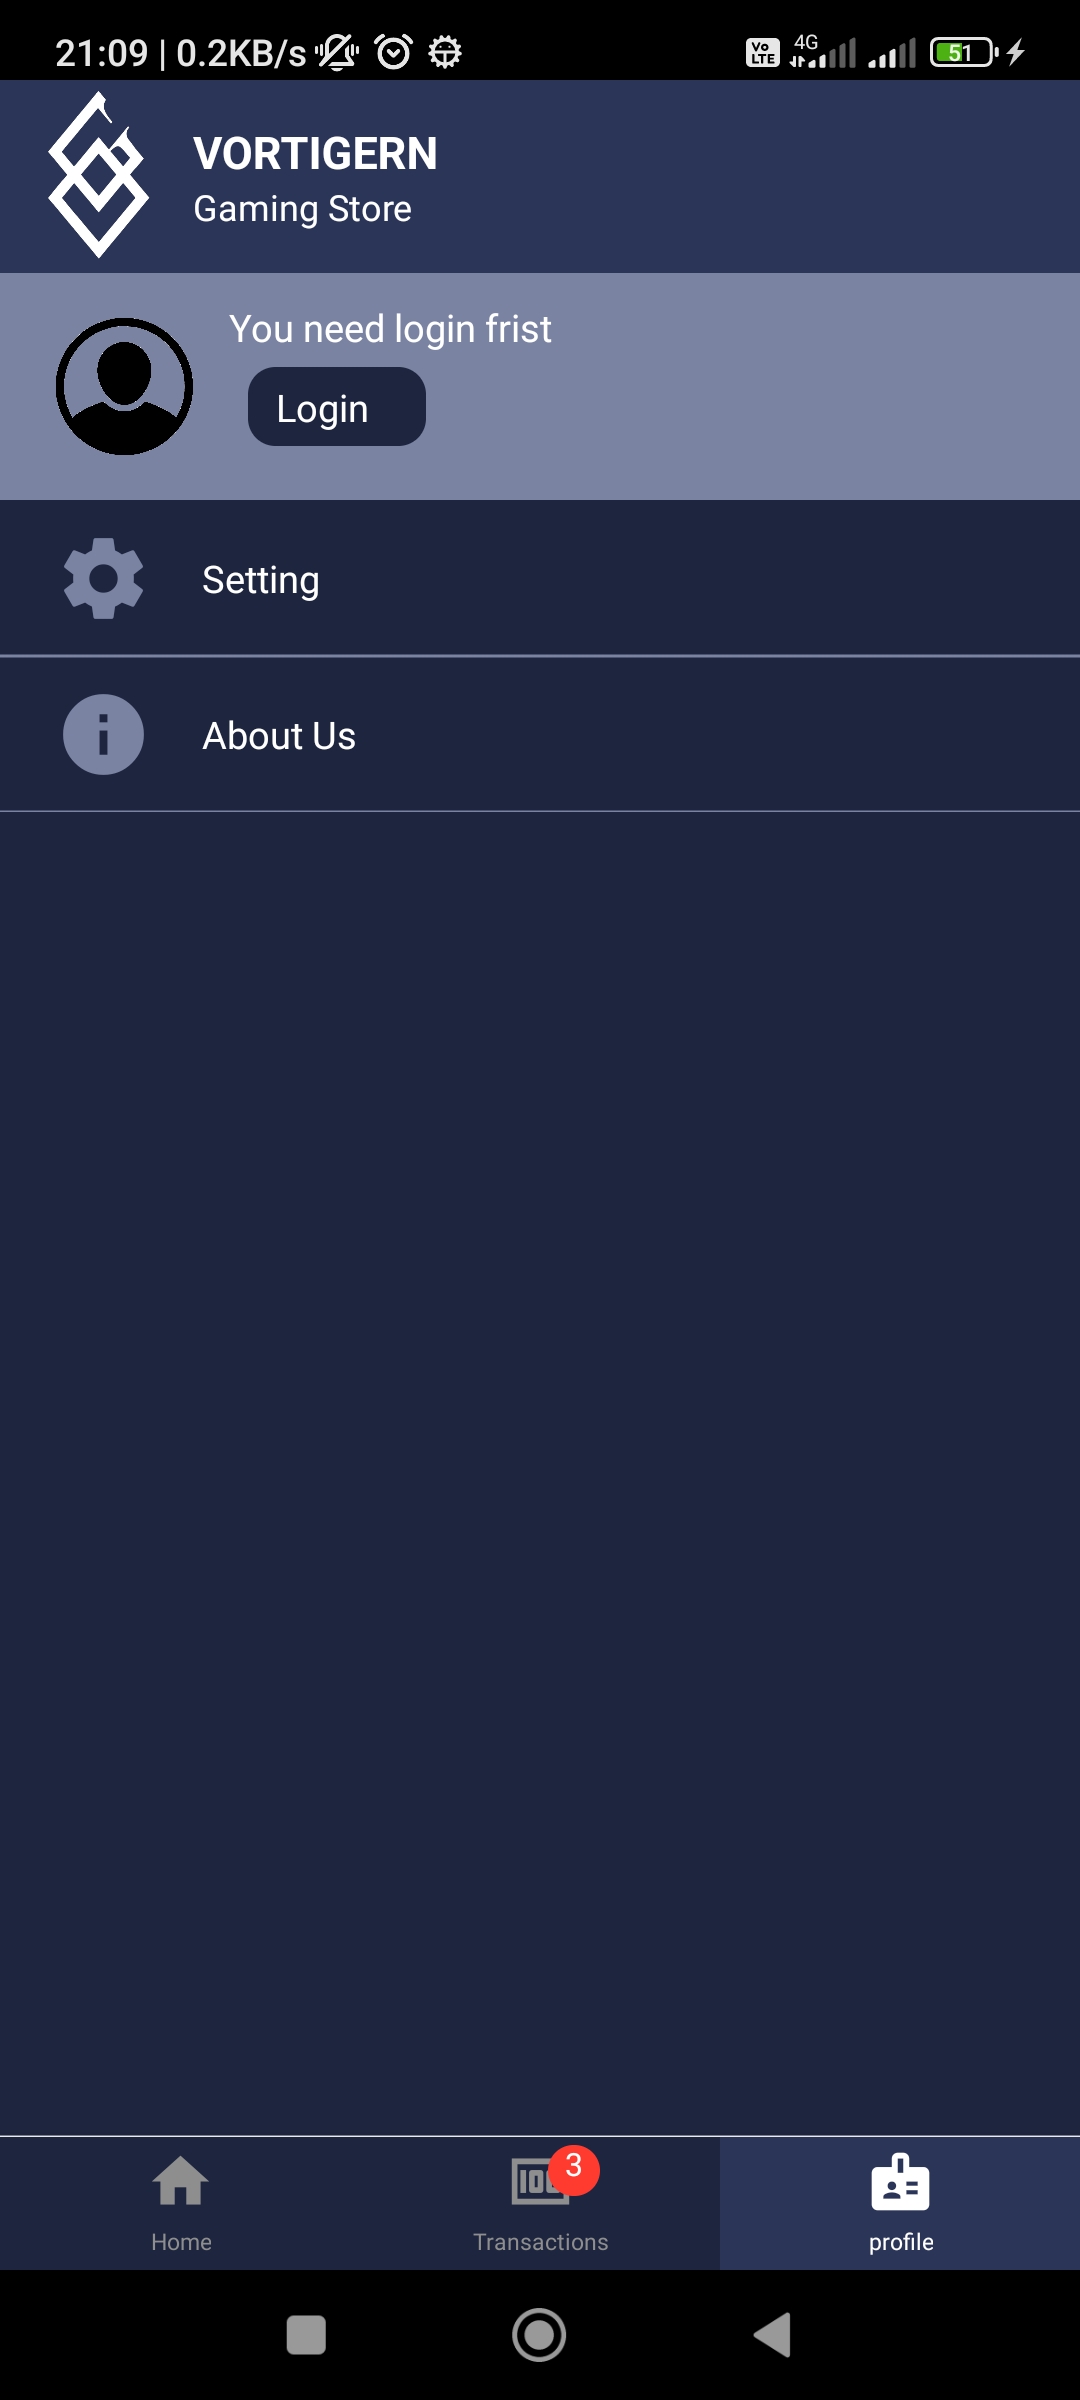 21:09 | 0.2KB/s
Vo LTE 4G 51
VORTIGERN
Gaming Store
You need login frist
Login
Setting
About Us
3
Home
Transactions
profile